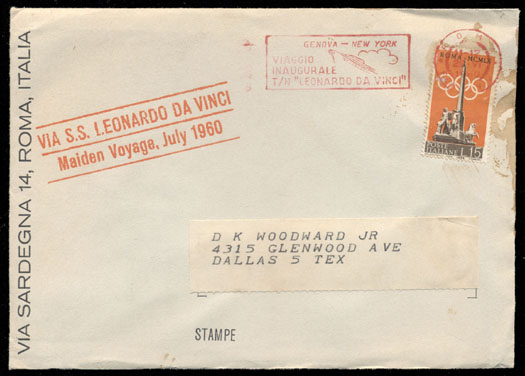 VIA SARDEGNA 14, ROMA, ITALIA
GENOVA — NEW YORK
VIAGGIO
INAUGURALE
T/N "LEONARDO DA VINCI"
ROMA
ROMA·MCMLX
POSTE
ITALIANE L.15
VIA S.S. LEONARDO DA VINCI
Maiden Voyage, July 1960
D K WOODWARD JR
4315 GLENWOOD AVE
DALLAS 5 TEX
STAMPE